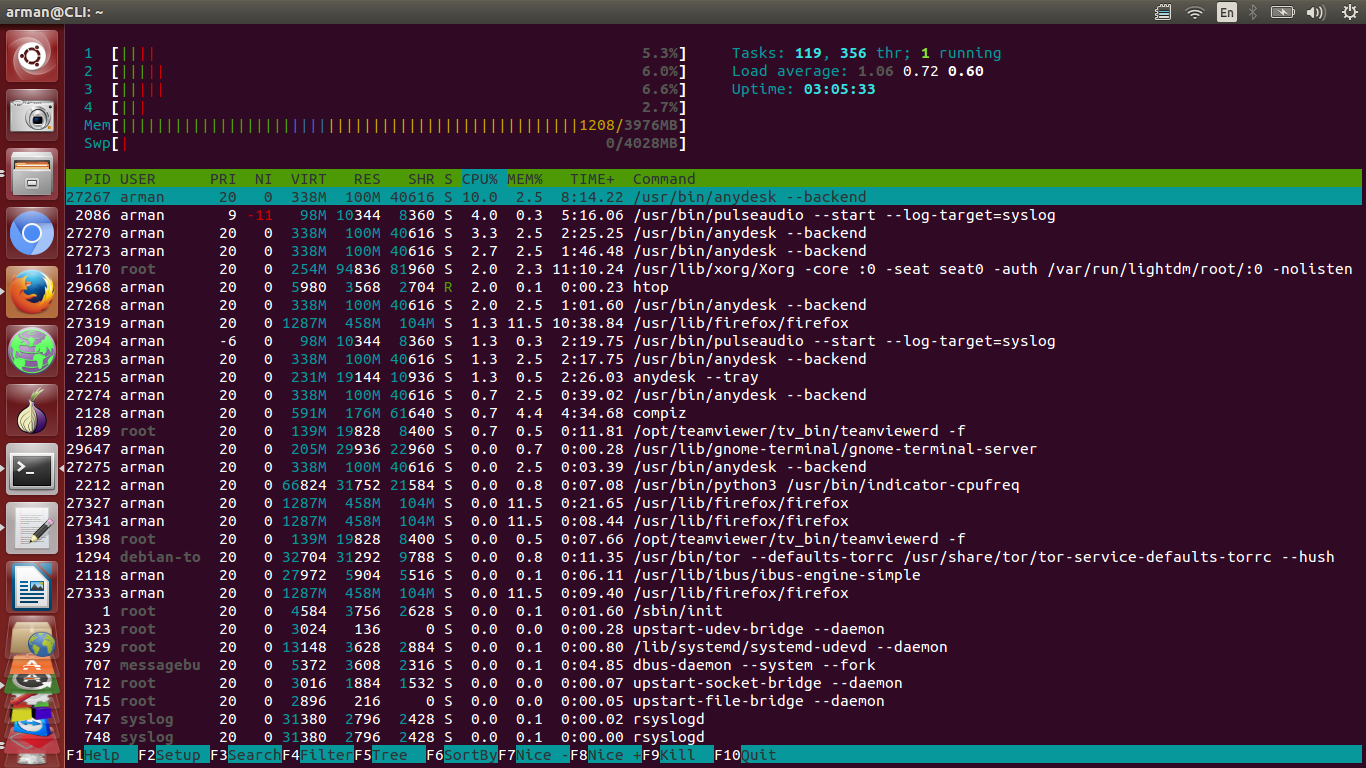 arman@CLI: ~
En
1 [|||| 5.3%] Tasks: 119, 356 thr; 1 running
2 [||||| 6.0%] Load average: 1.06 0.72 0.60
3 [||||| 6.6%] Uptime: 03:05:33
4 [||| 2.7%]
Mem[|||||||||||||||||||||||||||||||||||||||||||||||||||1208/3976MB]
Swp[| 0/4028MB]
PID USER PRI NI VIRT RES SHR S CPU% MEM% TIME+ Command
27267 arman 20 0 338M 100M 40616 S 10.0 2.5 8:14.22 /usr/bin/anydesk --backend
2086 arman 9 -11 98M 10344 8360 S 4.0 0.3 5:16.06 /usr/bin/pulseaudio --start --log-target=syslog
27270 arman 20 0 338M 100M 40616 S 3.3 2.5 2:25.25 /usr/bin/anydesk --backend
27273 arman 20 0 338M 100M 40616 S 2.7 2.5 1:46.48 /usr/bin/anydesk --backend
1170 root 20 0 254M 94836 81960 S 2.0 2.3 11:10.24 /usr/lib/xorg/Xorg -core :0 -seat seat0 -auth /var/run/lightdm/root/:0 -nolisten
29668 arman 20 0 5980 3568 2704 R 2.0 0.1 0:00.23 htop
27268 arman 20 0 338M 100M 40616 S 2.0 2.5 1:01.60 /usr/bin/anydesk --backend
27319 arman 20 0 1287M 458M 104M S 1.3 11.5 10:38.84 /usr/lib/firefox/firefox
2094 arman -6 0 98M 10344 8360 S 1.3 0.3 2:19.75 /usr/bin/pulseaudio --start --log-target=syslog
27283 arman 20 0 338M 100M 40616 S 1.3 2.5 2:17.75 /usr/bin/anydesk --backend
2215 arman 20 0 231M 19144 10936 S 1.3 0.5 2:26.03 anydesk --tray
27274 arman 20 0 338M 100M 40616 S 0.7 2.5 0:39.02 /usr/bin/anydesk --backend
2128 arman 20 0 591M 176M 61640 S 0.7 4.4 4:34.68 compiz
1289 root 20 0 139M 19828 8400 S 0.7 0.5 0:11.81 /opt/teamviewer/tv_bin/teamviewerd -f
29647 arman 20 0 205M 29936 22960 S 0.0 0.7 0:00.28 /usr/lib/gnome-terminal/gnome-terminal-server
27275 arman 20 0 338M 100M 40616 S 0.0 2.5 0:03.39 /usr/bin/anydesk --backend
2212 arman 20 0 66824 31752 21584 S 0.0 0.8 0:07.08 /usr/bin/python3 /usr/bin/indicator-cpufreq
27327 arman 20 0 1287M 458M 104M S 0.0 11.5 0:21.65 /usr/lib/firefox/firefox
27341 arman 20 0 1287M 458M 104M S 0.0 11.5 0:08.44 /usr/lib/firefox/firefox
1398 root 20 0 139M 19828 8400 S 0.0 0.5 0:07.66 /opt/teamviewer/tv_bin/teamviewerd -f
1294 debian-to 20 0 32704 31292 9788 S 0.0 0.8 0:11.35 /usr/bin/tor --defaults-torrc /usr/share/tor/tor-service-defaults-torrc --hush
2118 arman 20 0 27972 5904 5516 S 0.0 0.1 0:06.11 /usr/lib/ibus/ibus-engine-simple
27333 arman 20 0 1287M 458M 104M S 0.0 11.5 0:09.40 /usr/lib/firefox/firefox
1 root 20 0 4584 3756 2628 S 0.0 0.1 0:01.60 /sbin/init
323 root 20 0 3024 136 0 S 0.0 0.0 0:00.28 upstart-udev-bridge --daemon
329 root 20 0 13148 3628 2884 S 0.0 0.1 0:00.80 /lib/systemd/systemd-udevd --daemon
707 messagebu 20 0 5372 3608 2316 S 0.0 0.1 0:04.85 dbus-daemon --system --fork
712 root 20 0 3016 1884 1532 S 0.0 0.0 0:00.07 upstart-socket-bridge --daemon
715 root 20 0 2896 216 0 S 0.0 0.0 0:00.05 upstart-file-bridge --daemon
747 syslog 20 0 31380 2796 2428 S 0.0 0.1 0:00.02 rsyslogd
748 syslog 20 0 31380 2796 2428 S 0.0 0.1 0:00.00 rsyslogd
F1Help F2Setup F3SearchF4FilterF5Tree F6SortByF7Nice -F8Nice +F9Kill F10Quit